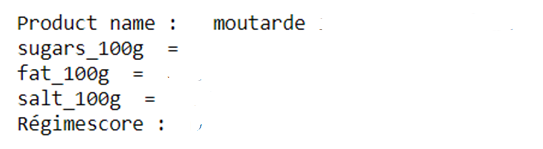 Product name :   moutarde
sugars_100g  =
fat_100g  =
salt_100g  =
Régimescore :